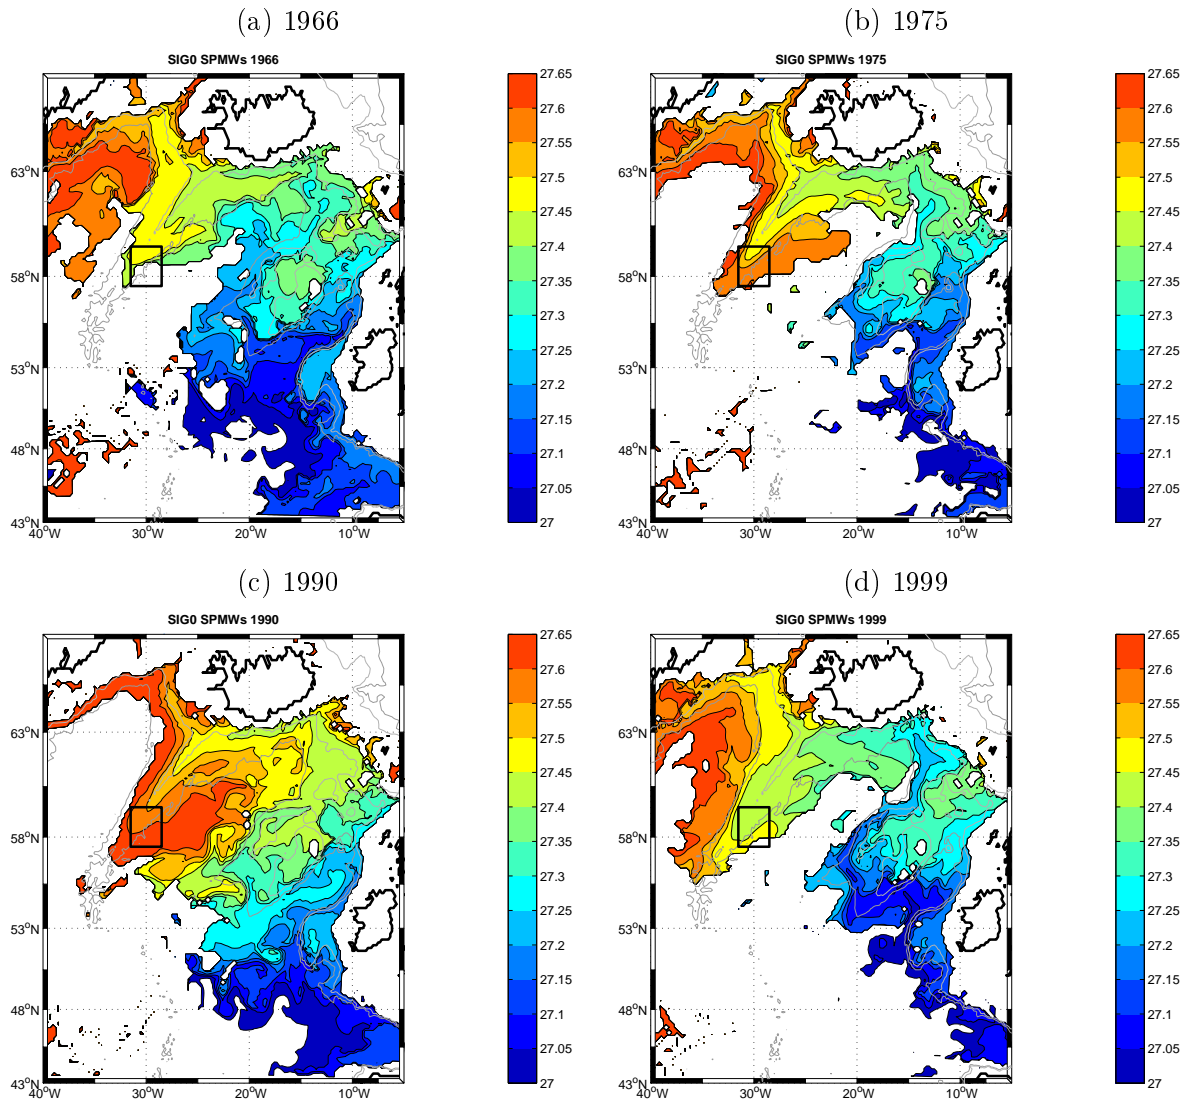 (a) 1966
SIG0 SPMWs 1966
63°N
58°N
53°N
48°N
43°N
40°W
30°W
20°W
10°W
27.65
27.6
27.55
27.5
27.45
27.4
27.35
27.3
27.25
27.2
27.15
27.1
27.05
27
(b) 1975
SIG0 SPMWs 1975
63°N
58°N
53°N
48°N
43°N
40°W
30°W
20°W
10°W
27.65
27.6
27.55
27.5
27.45
27.4
27.35
27.3
27.25
27.2
27.15
27.1
27.05
27
(c) 1990
SIG0 SPMWs 1990
63°N
58°N
53°N
48°N
43°N
40°W
30°W
20°W
10°W
27.65
27.6
27.55
27.5
27.45
27.4
27.35
27.3
27.25
27.2
27.15
27.1
27.05
27
(d) 1999
SIG0 SPMWs 1999
63°N
58°N
53°N
48°N
43°N
40°W
30°W
20°W
10°W
27.65
27.6
27.55
27.5
27.45
27.4
27.35
27.3
27.25
27.2
27.15
27.1
27.05
27